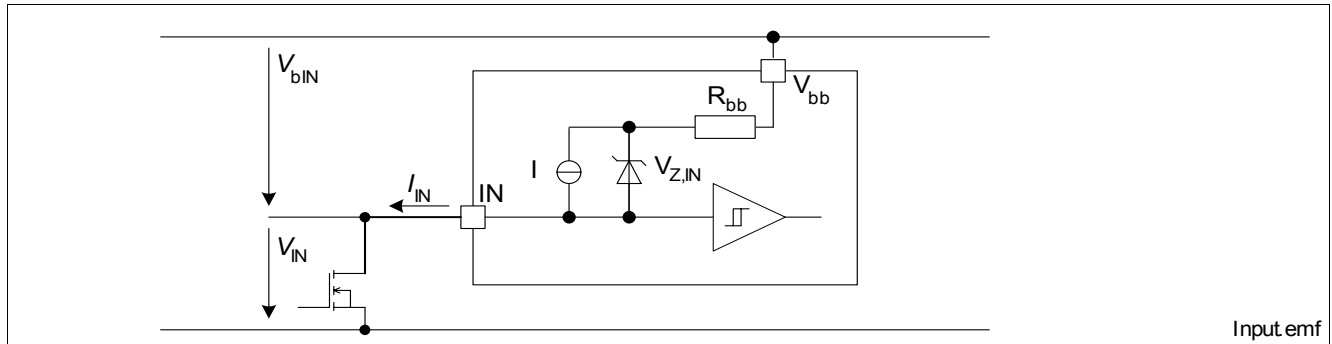 V_bIN
V_bb
R_bb
I
V_Z,IN
I_IN
IN
V_IN
Input.emf